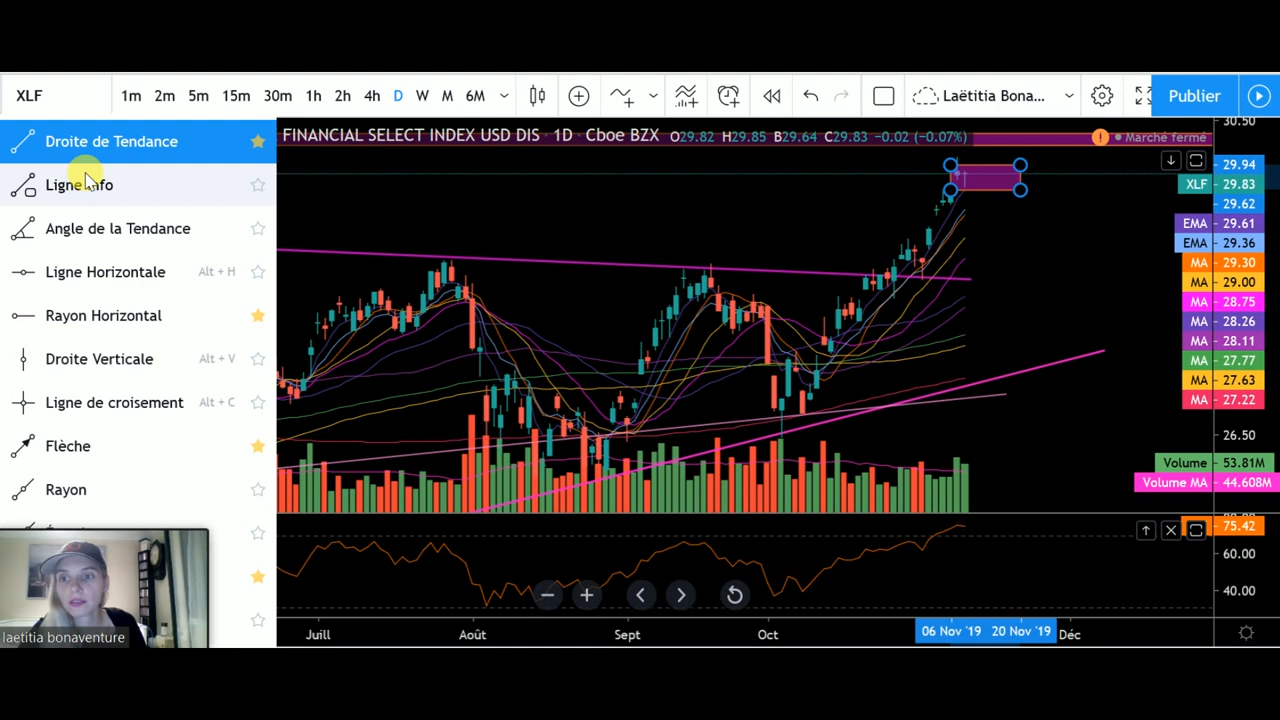 XLF 1m 2m 5m 15m 30m 1h 2h 4h D W M 6M Laëtitia Bona... Publier
Droite de Tendance
Ligne Info
Angle de la Tendance
Ligne Horizontale Alt + H
Rayon Horizontal
Droite Verticale Alt + V
Ligne de croisement Alt + C
Flèche
Rayon
laetitia bonaventure
FINANCIAL SELECT INDEX USD DIS 1D Cboe BZX O29.82 H29.85 B29.64 C29.83 −0.02 (−0.07%)
Marché fermé
30.50
29.94
XLF 29.83
29.62
EMA 29.61
EMA 29.36
MA 29.30
MA 29.00
MA 28.75
MA 28.26
MA 28.11
MA 27.77
MA 27.63
MA 27.22
26.50
Volume 53.81M
Volume MA 44.608M
75.42
60.00
40.00
Juill Août Sept Oct 06 Nov '19 20 Nov '19 Déc